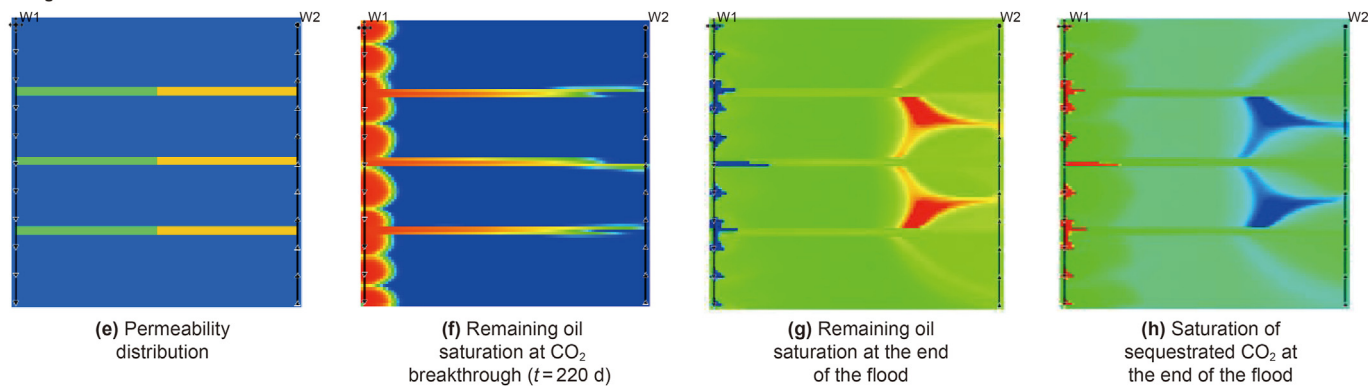 W1
W2
W1
W2
W1
W2
W1
W2
(e) Permeability
distribution
(f) Remaining oil
saturation at CO₂
breakthrough (t = 220 d)
(g) Remaining oil
saturation at the end
of the flood
(h) Saturation of
sequestrated CO₂ at
the end of the flood